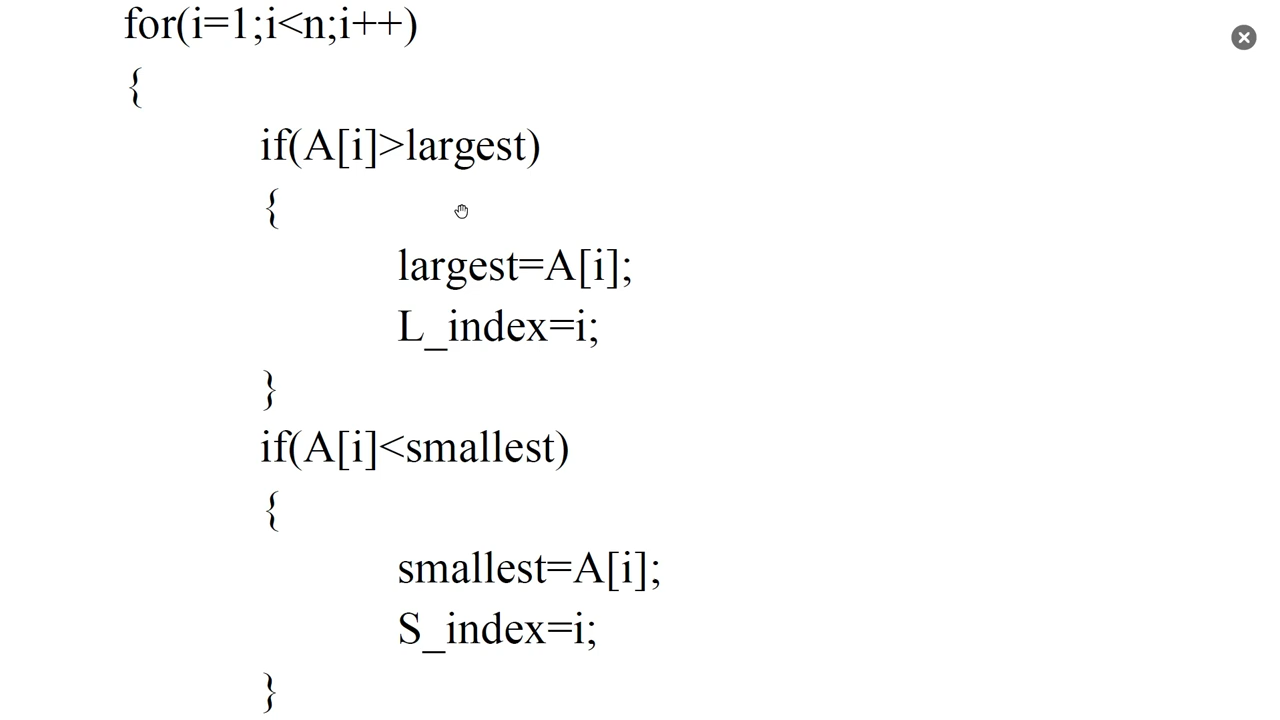 for(i=1;i<n;i++)
{
if(A[i]>largest)
{
largest=A[i];
L_index=i;
}
if(A[i]<smallest)
{
smallest=A[i];
S_index=i;
}